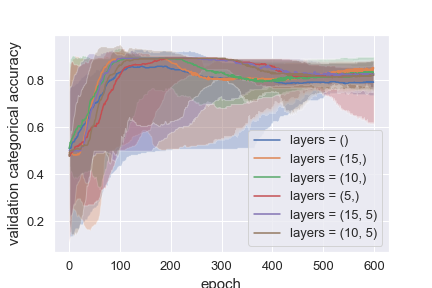 validation categorical accuracy
0.8
0.6
0.4
0.2
layers = ()
layers = (15,)
layers = (10,)
layers = (5,)
layers = (15, 5)
layers = (10, 5)
0 100 200 300 400 500 600
epoch